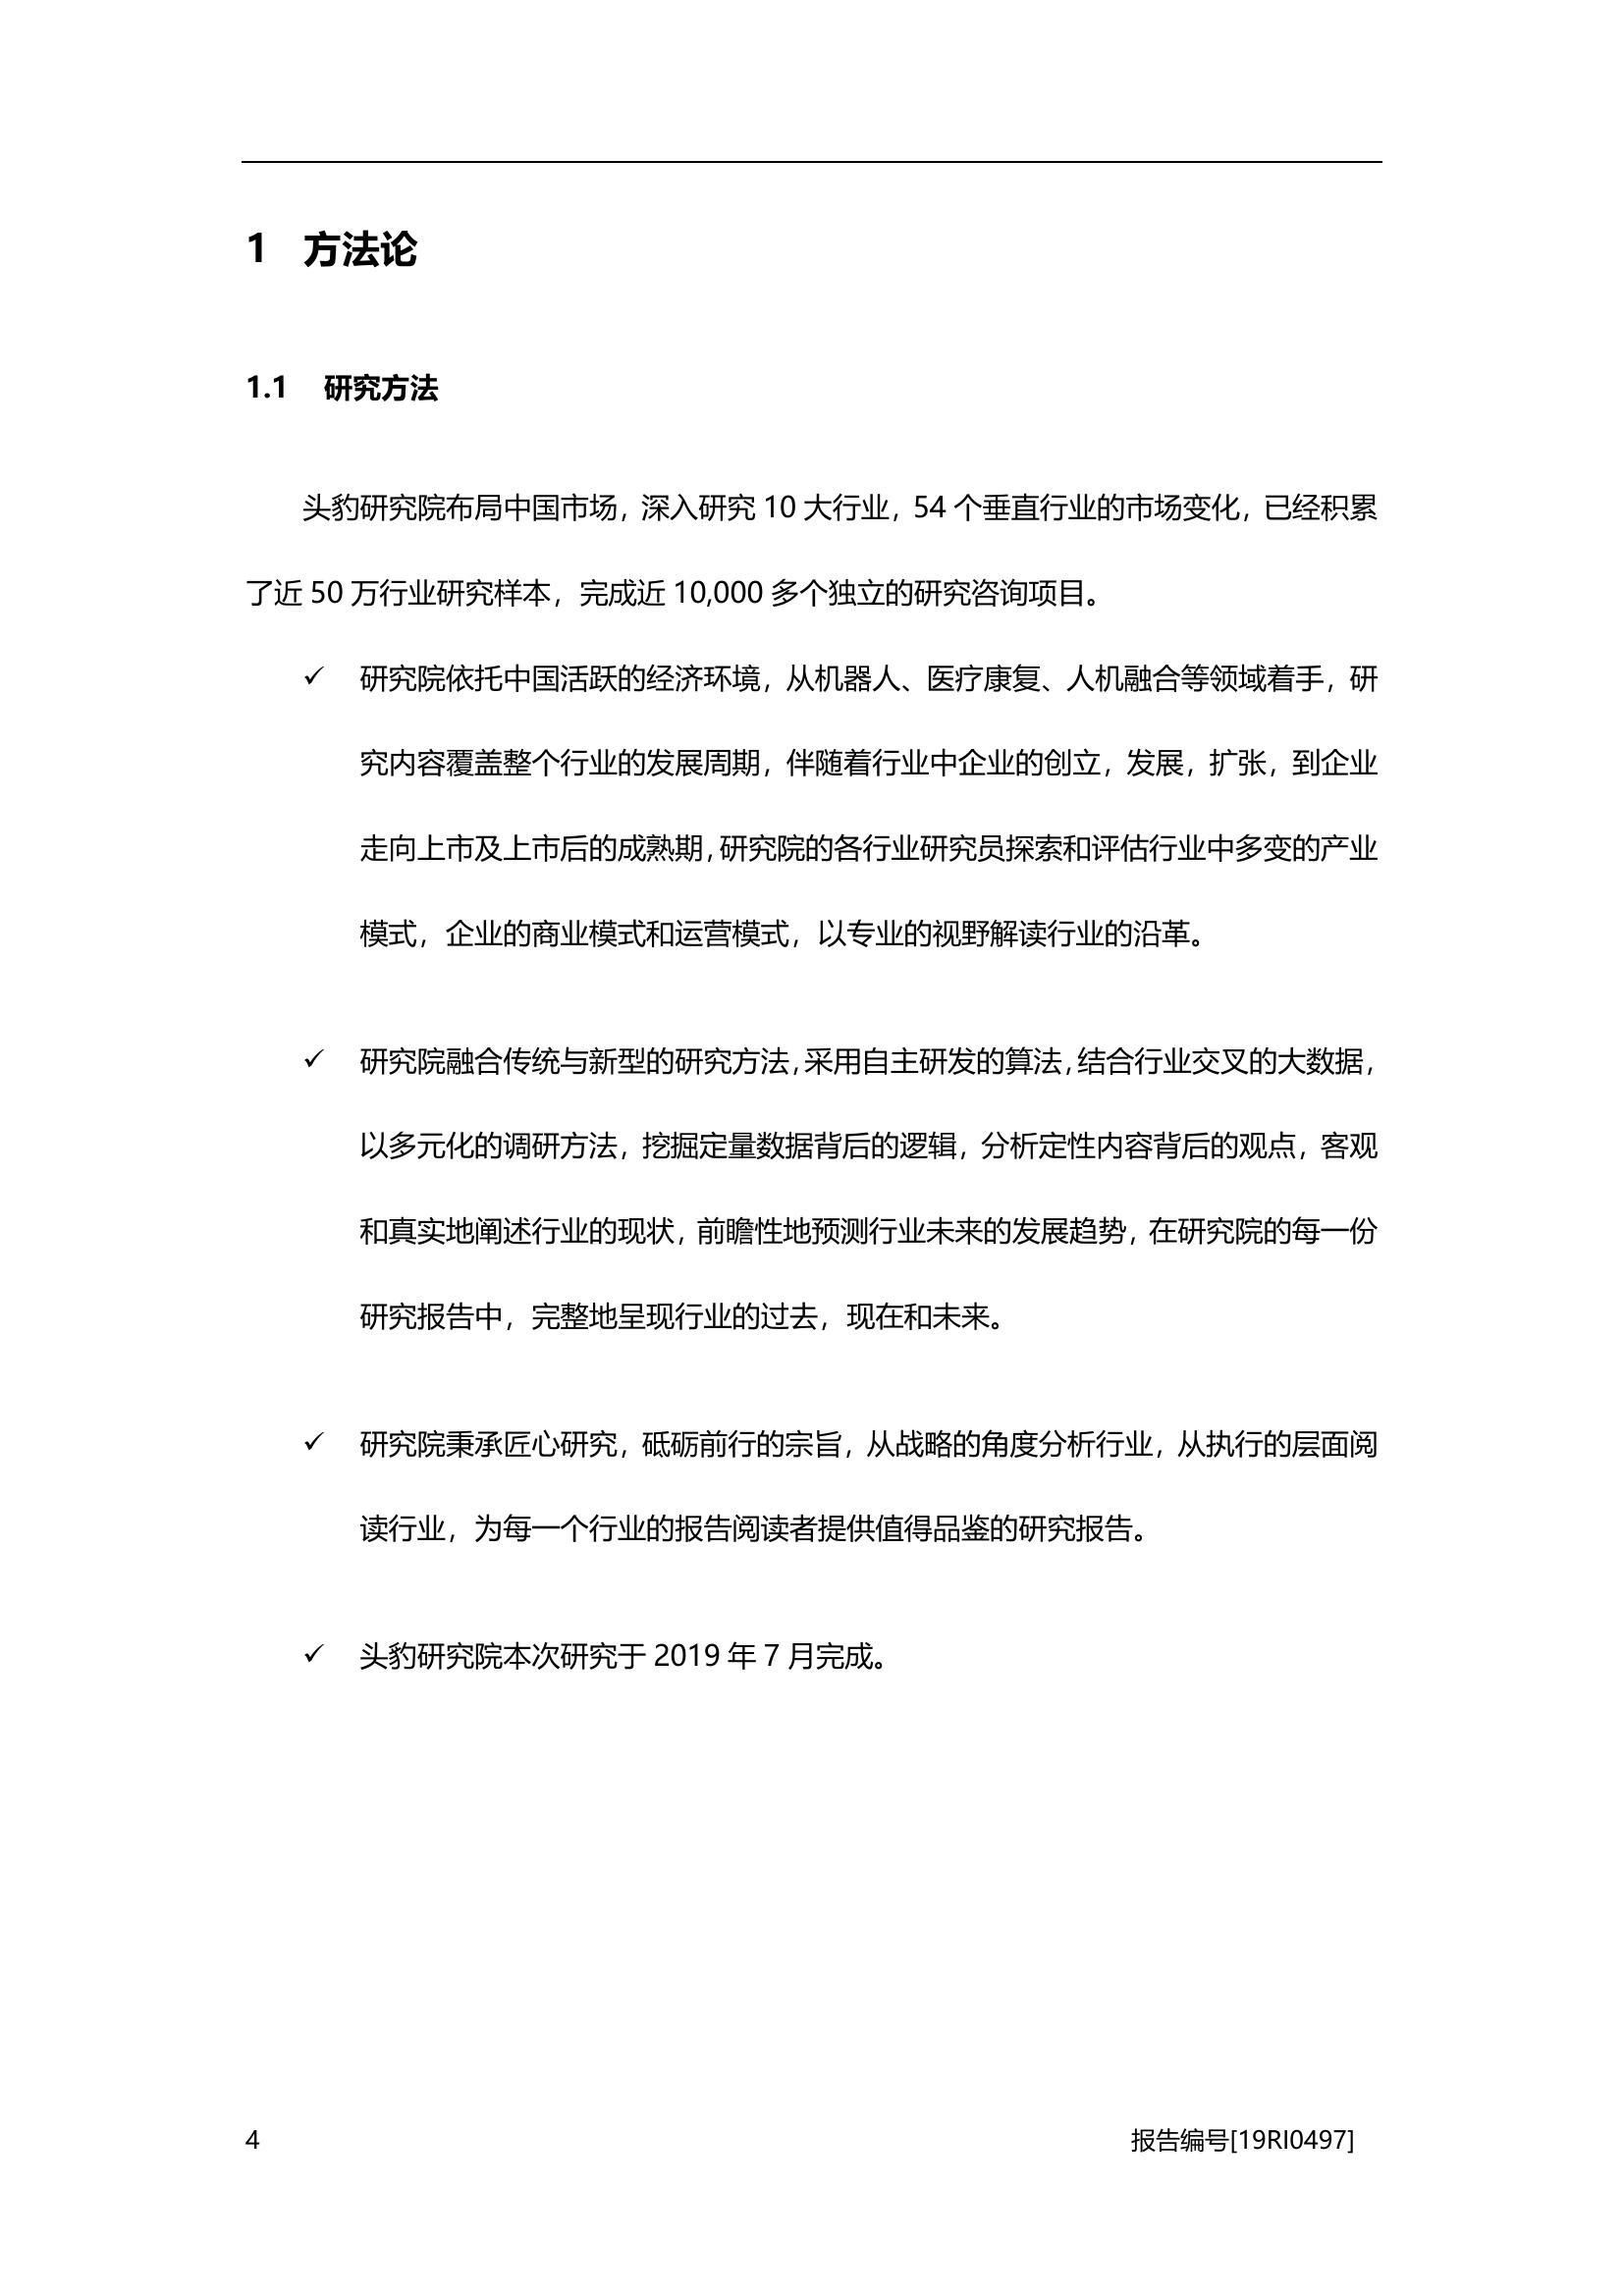 1 方法论
1.1 研究方法
头豹研究院布局中国市场，深入研究 10 大行业，54 个垂直行业的市场变化，已经积累
了近 50 万行业研究样本，完成近 10,000 多个独立的研究咨询项目。
✓ 研究院依托中国活跃的经济环境，从机器人、医疗康复、人机融合等领域着手，研
究内容覆盖整个行业的发展周期，伴随着行业中企业的创立，发展，扩张，到企业
走向上市及上市后的成熟期，研究院的各行业研究员探索和评估行业中多变的产业
模式，企业的商业模式和运营模式，以专业的视野解读行业的沿革。
✓ 研究院融合传统与新型的研究方法，采用自主研发的算法，结合行业交叉的大数据，
以多元化的调研方法，挖掘定量数据背后的逻辑，分析定性内容背后的观点，客观
和真实地阐述行业的现状，前瞻性地预测行业未来的发展趋势，在研究院的每一份
研究报告中，完整地呈现行业的过去，现在和未来。
✓ 研究院秉承匠心研究，砥砺前行的宗旨，从战略的角度分析行业，从执行的层面阅
读行业，为每一个行业的报告阅读者提供值得品鉴的研究报告。
✓ 头豹研究院本次研究于 2019 年 7 月完成。
4 报告编号[19RI0497]